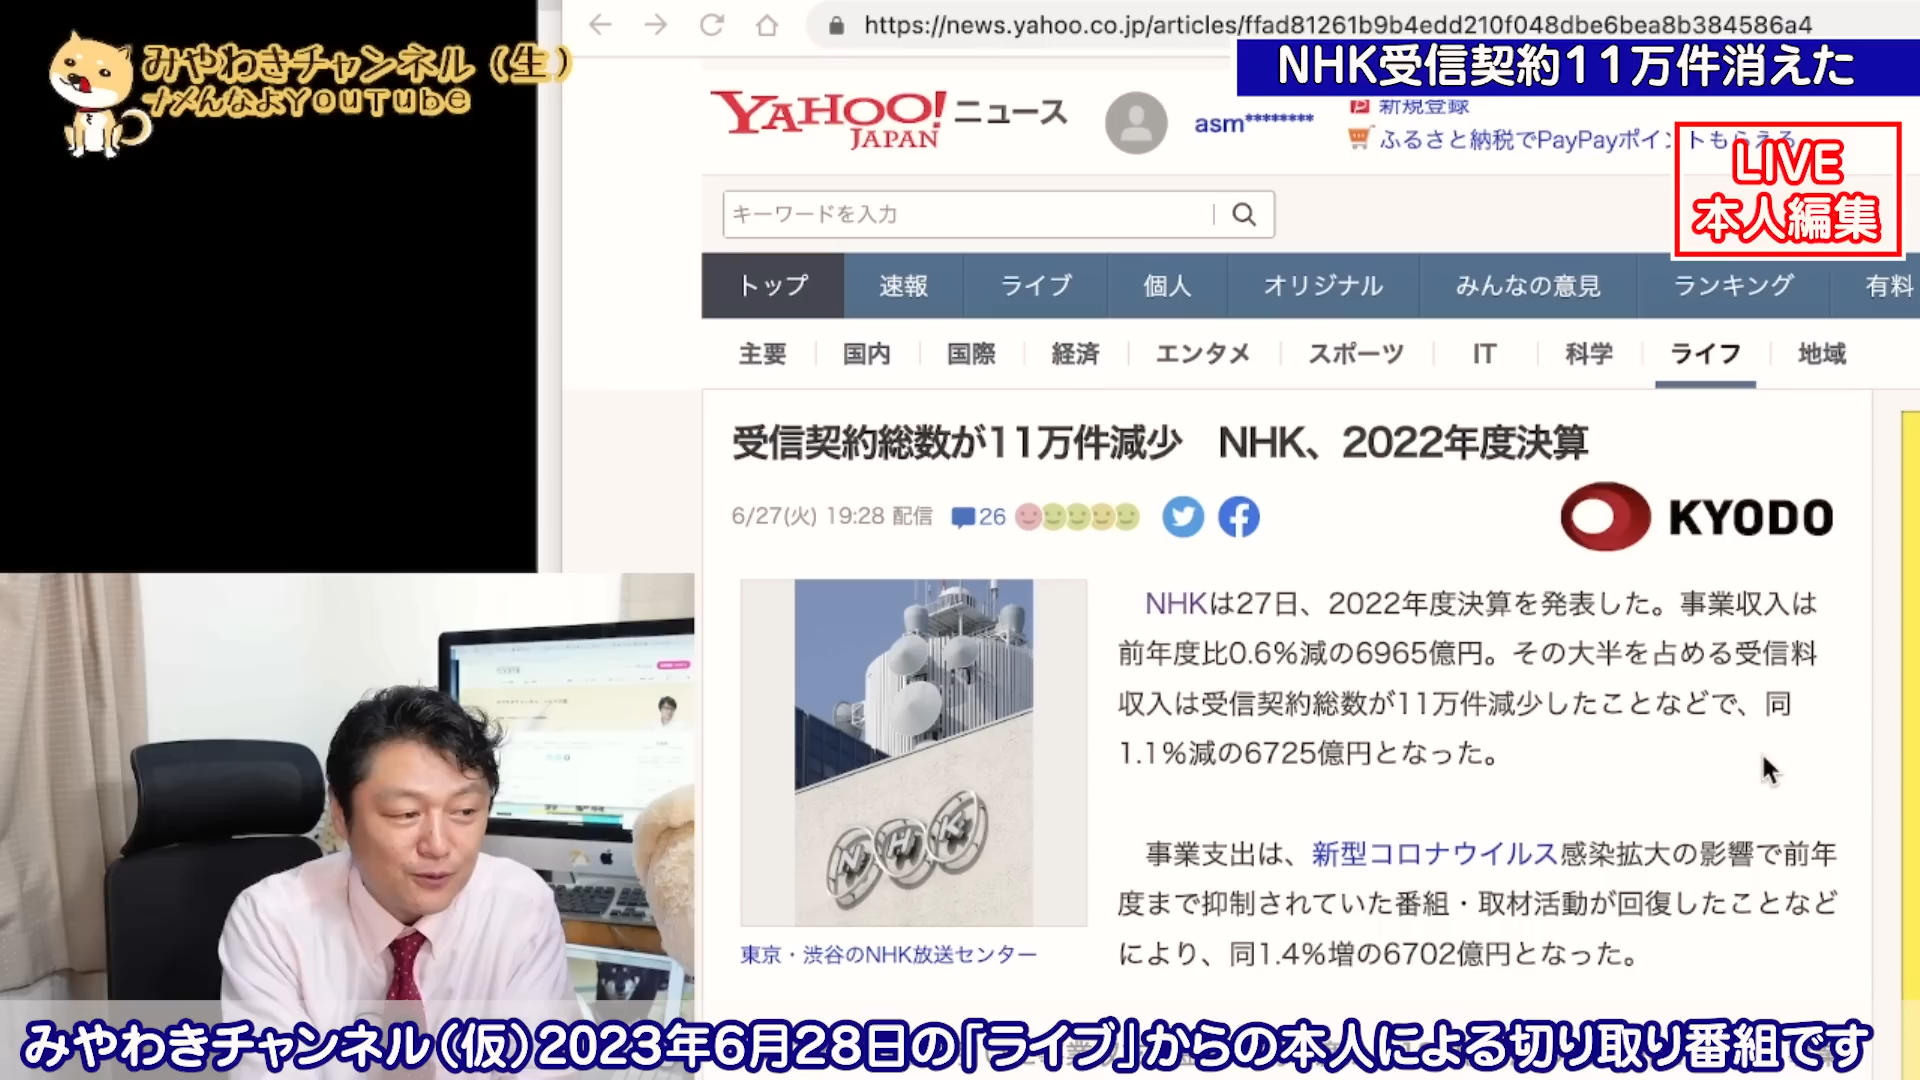 みやわきチャンネル（生）
ナメんなよYouTube
https://news.yahoo.co.jp/articles/ffad81261b9b4edd210f048dbe6bea8b384586a4
NHK受信契約11万件消えた
YAHOO! JAPAN ニュース
asm********
新規登録
ふるさと納税でPayPayポイントもらえる
LIVE
本人編集
キーワードを入力
トップ 速報 ライブ 個人 オリジナル みんなの意見 ランキング 有料
主要 国内 国際 経済 エンタメ スポーツ IT 科学 ライフ 地域
受信契約総数が11万件減少　NHK、2022年度決算
6/27(火) 19:28 配信 26
KYODO
NHKは27日、2022年度決算を発表した。事業収入は
前年度比0.6%減の6965億円。その大半を占める受信料
収入は受信契約総数が11万件減少したことなどで、同
1.1%減の6725億円となった。
事業支出は、新型コロナウイルス感染拡大の影響で前年
度まで抑制されていた番組・取材活動が回復したことなど
により、同1.4%増の6702億円となった。
NHK
東京・渋谷のNHK放送センター
みやわきチャンネル（仮）2023年6月28日の「ライブ」からの本人による切り取り番組です